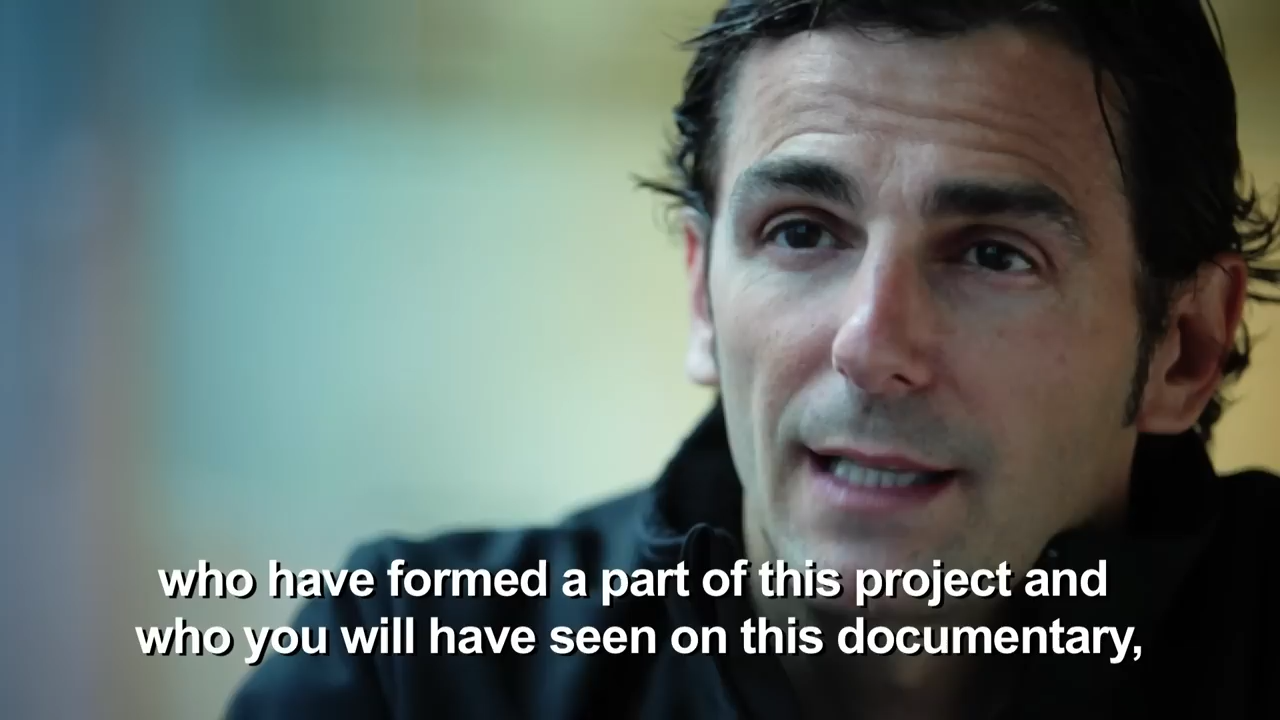 who have formed a part of this project and
who you will have seen on this documentary,